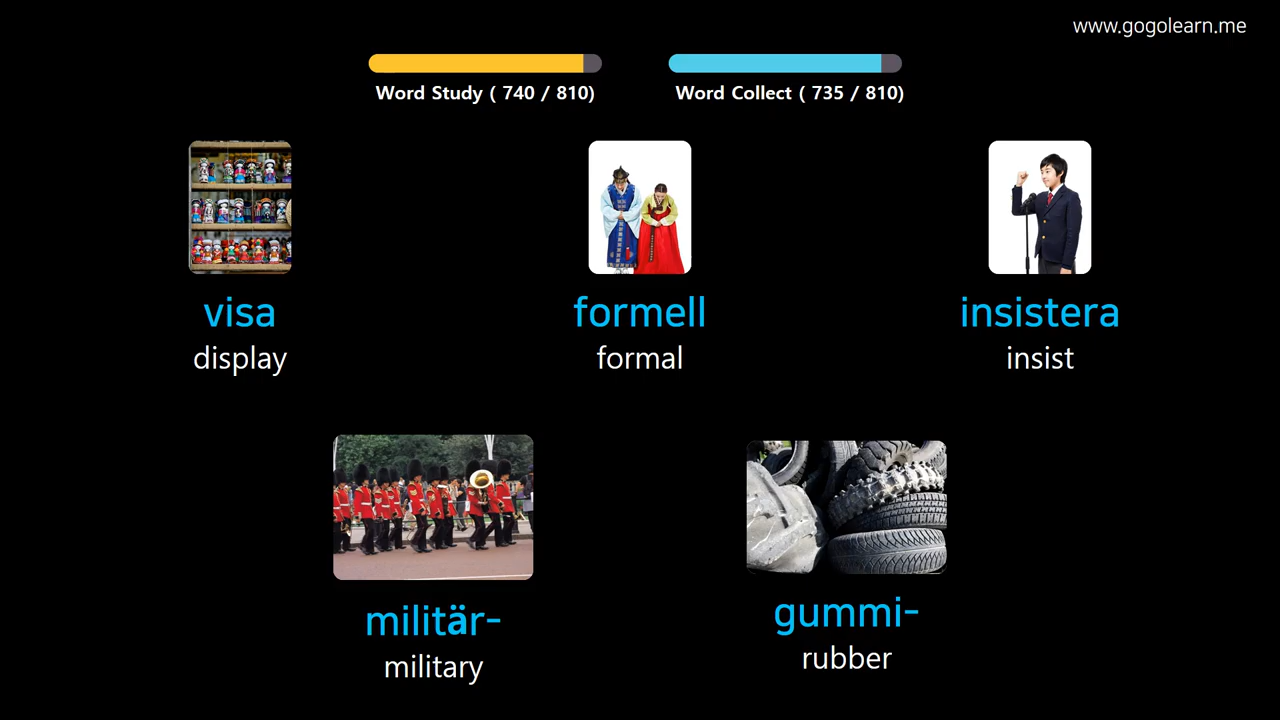 www.gogolearn.me
Word Study ( 740 / 810)
Word Collect ( 735 / 810)
visa
display
formell
formal
insistera
insist
militär-
military
gummi-
rubber